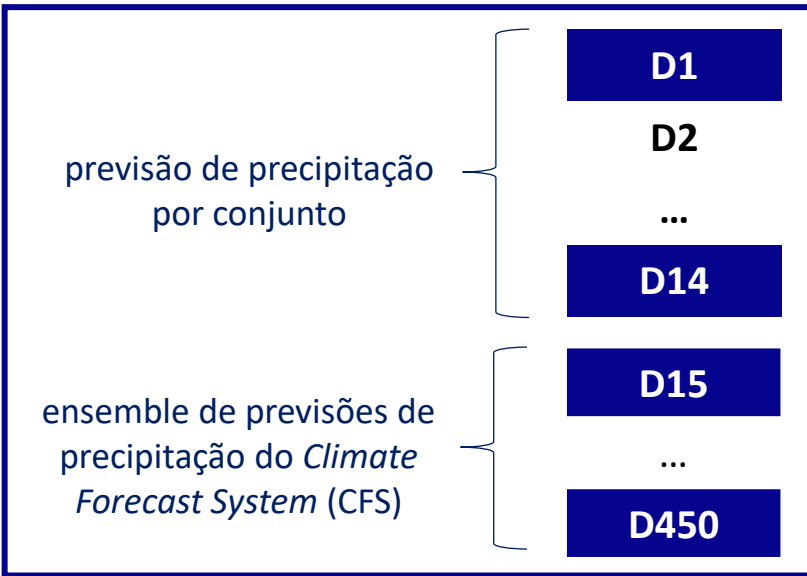 D1
previsão de precipitação
por conjunto
D2
...
D14
ensemble de previsões de
precipitação do Climate
Forecast System (CFS)
D15
...
D450